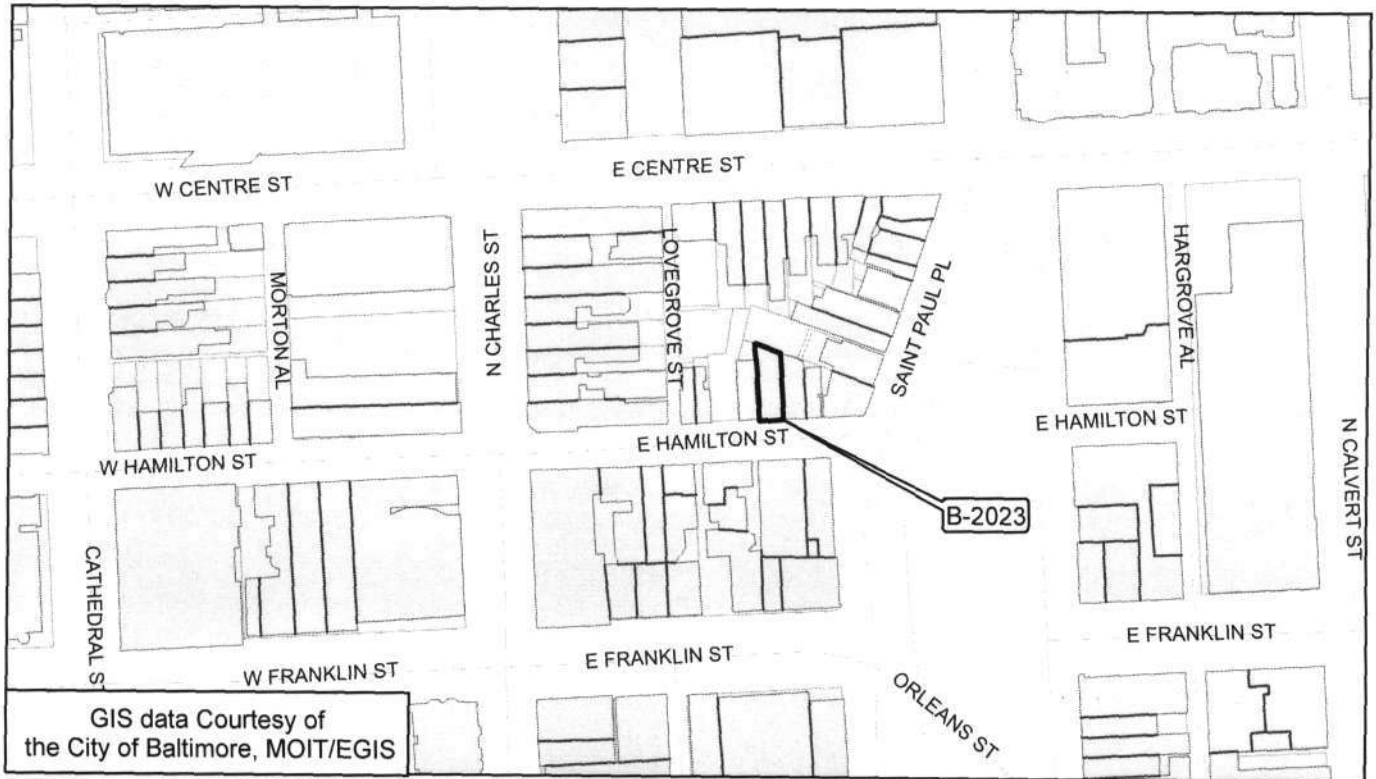 E CENTRE ST
W CENTRE ST
N CHARLES ST
LOVEGROVE ST
MORTON AL
SAINT PAUL PL
HARGROVE AL
E HAMILTON ST
E HAMILTON ST
W HAMILTON ST
N CALVERT ST
B-2023
CATHEDRAL S
E FRANKLIN ST
E FRANKLIN ST
W FRANKLIN ST
ORLEANS ST
GIS data Courtesy of
the City of Baltimore, MOIT/EGIS